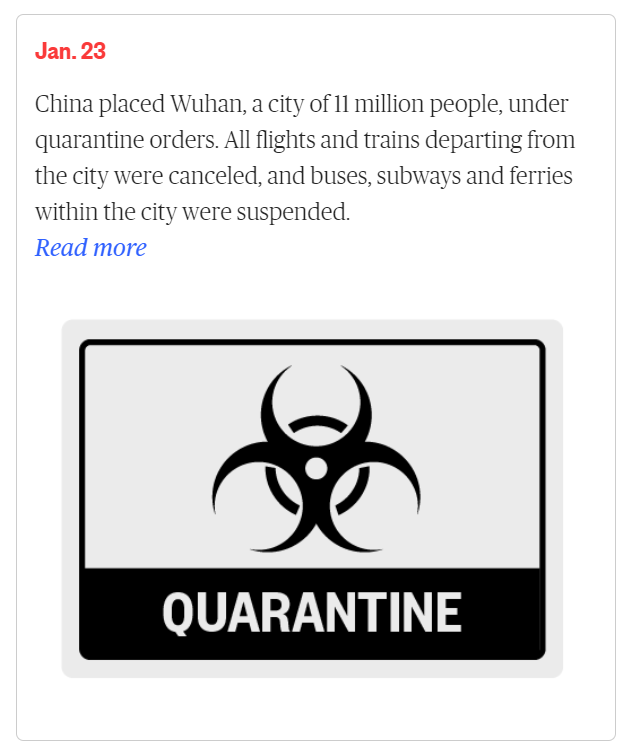 Jan. 23
China placed Wuhan, a city of 11 million people, under
quarantine orders. All flights and trains departing from
the city were canceled, and buses, subways and ferries
within the city were suspended.
Read more
QUARANTINE